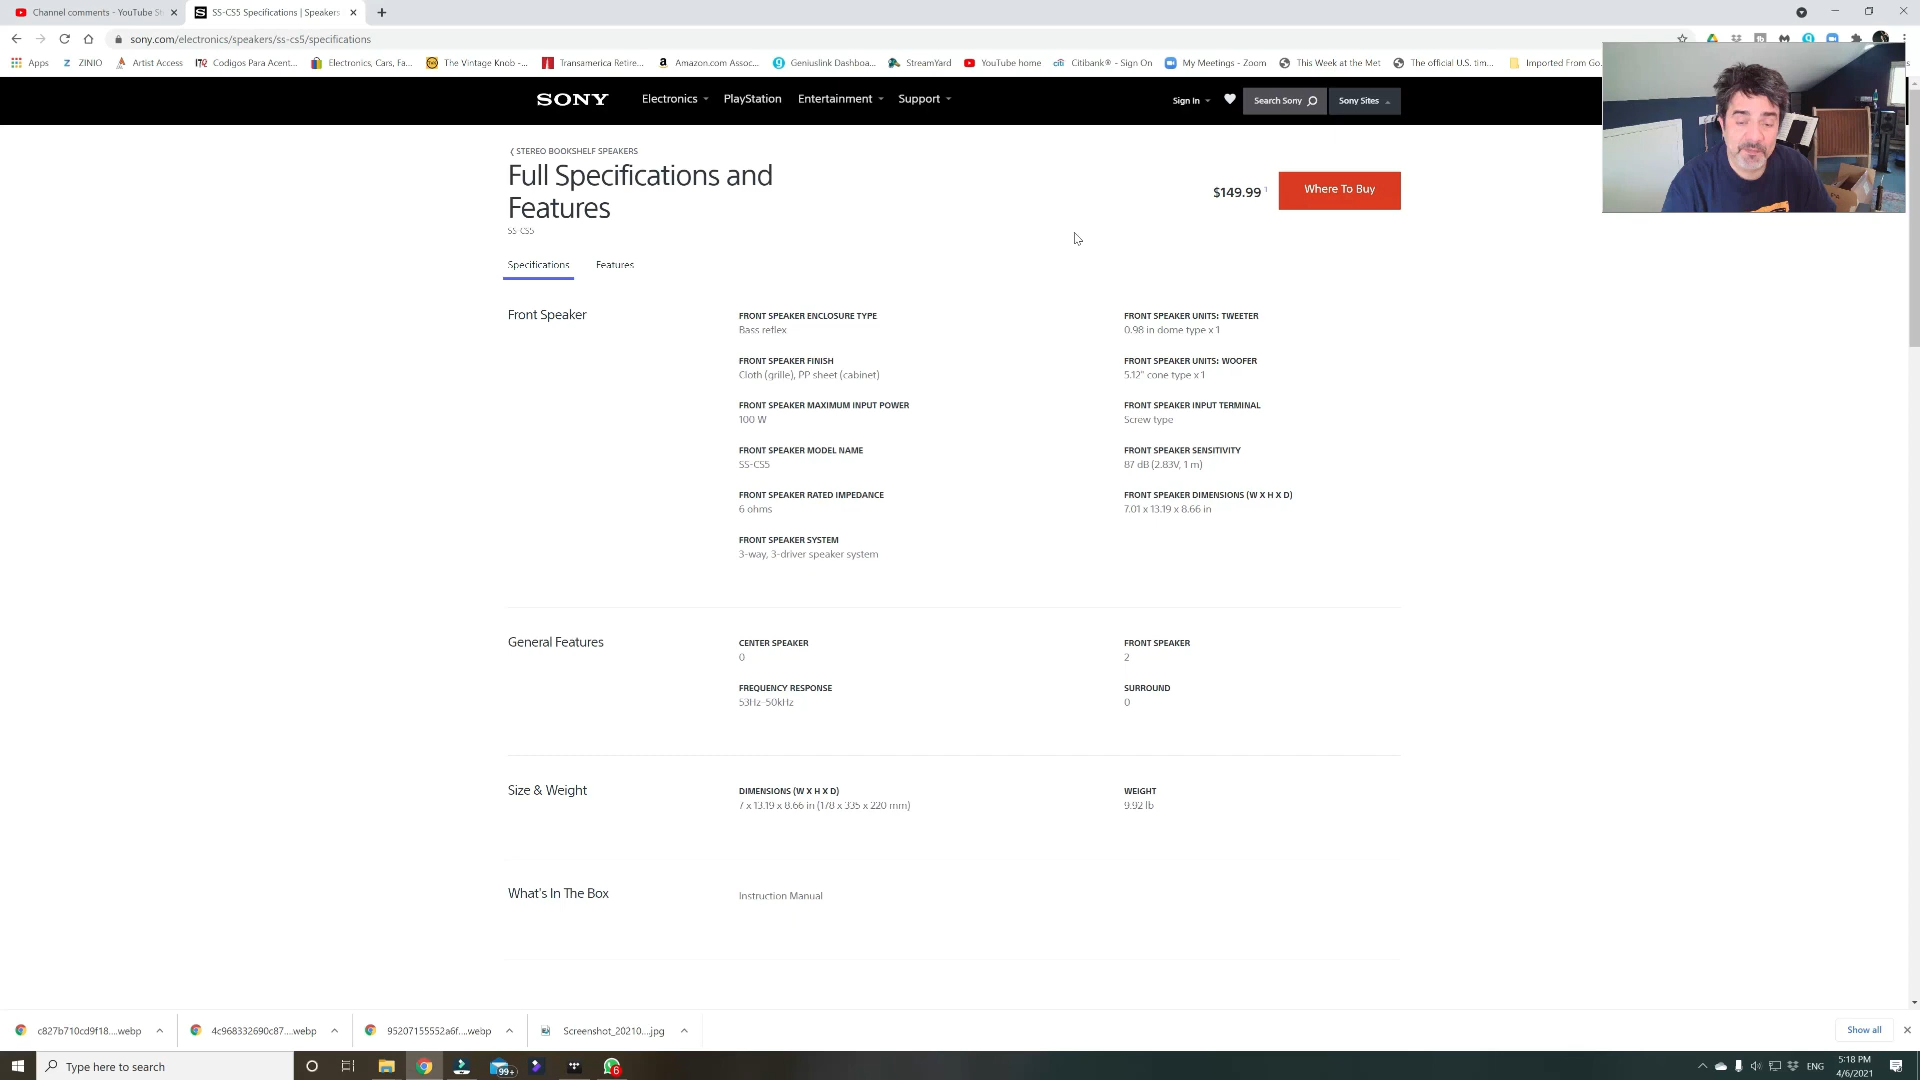 Channel comments - YouTube St
SS-CS5 Specifications | Speakers
sony.com/electronics/speakers/ss-cs5/specifications
Apps
ZINIO
Artist Access
Codigos Para Acent...
Electronics, Cars, Fa...
The Vintage Knob -...
Transamerica Retire...
Amazon.com Assoc...
Geniuslink Dashboa...
StreamYard
YouTube home
Citibank® - Sign On
My Meetings - Zoom
This Week at the Met
The official U.S. tim...
Imported From Go...
SONY
Electronics
PlayStation
Entertainment
Support
Sign In
Search Sony
Sony Sites
STEREO BOOKSHELF SPEAKERS
Full Specifications and
Features
SS-CS5
$149.99 1
Where To Buy
Specifications
Features
Front Speaker
FRONT SPEAKER ENCLOSURE TYPE
Bass reflex
FRONT SPEAKER UNITS: TWEETER
0.98 in dome type x 1
FRONT SPEAKER FINISH
Cloth (grille), PP sheet (cabinet)
FRONT SPEAKER UNITS: WOOFER
5.12" cone type x 1
FRONT SPEAKER MAXIMUM INPUT POWER
100 W
FRONT SPEAKER INPUT TERMINAL
Screw type
FRONT SPEAKER MODEL NAME
SS-CS5
FRONT SPEAKER SENSITIVITY
87 dB (2.83V, 1 m)
FRONT SPEAKER RATED IMPEDANCE
6 ohms
FRONT SPEAKER DIMENSIONS (W X H X D)
7.01 x 13.19 x 8.66 in
FRONT SPEAKER SYSTEM
3-way, 3-driver speaker system
General Features
CENTER SPEAKER
0
FRONT SPEAKER
2
FREQUENCY RESPONSE
53Hz-50kHz
SURROUND
0
Size & Weight
DIMENSIONS (W X H X D)
7 x 13.19 x 8.66 in (178 x 335 x 220 mm)
WEIGHT
9.92 lb
What's In The Box
Instruction Manual
c827b710cd9f18....webp
4c968332690c87....webp
95207155552a6f....webp
Screenshot_20210....jpg
Show all
Type here to search
99+
6
ENG
5:18 PM
4/6/2021